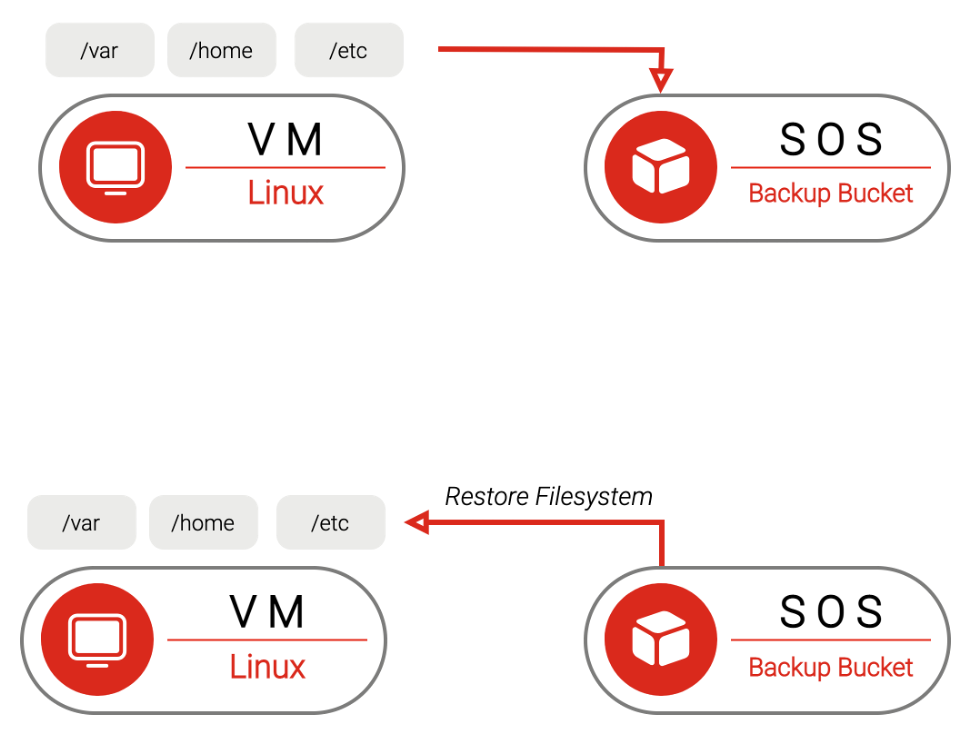 /var
/home
/etc
VM
Linux
SOS
Backup Bucket
Restore Filesystem
/var
/home
/etc
VM
Linux
SOS
Backup Bucket